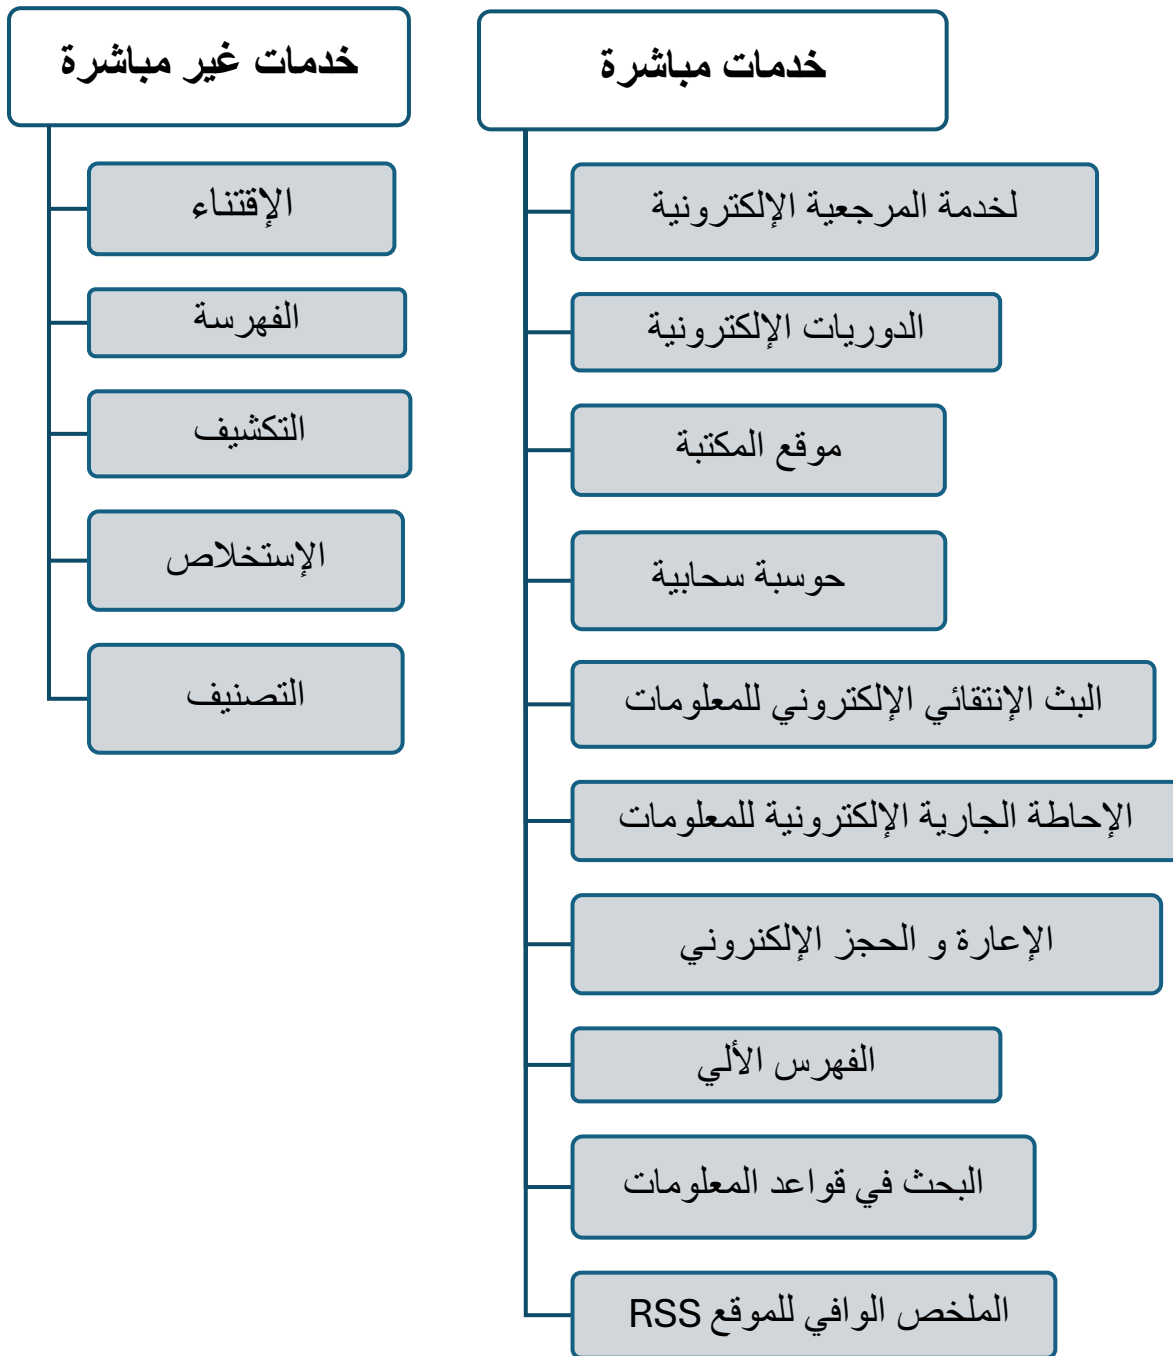 خدمات مباشرة
لخدمة المرجعية الإلكترونية
الدوريات الإلكترونية
موقع المكتبة
حوسبة سحابية
البث الإنتقائي الإلكتروني للمعلومات
الإحاطة الجارية الإلكترونية للمعلومات
الإعارة و الحجز الإلكنروني
الفهرس الألي
البحث في قواعد المعلومات
الملخص الوافي للموقع RSS
خدمات غير مباشرة
الإقتناء
الفهرسة
التكشيف
الإستخلاص
التصنيف